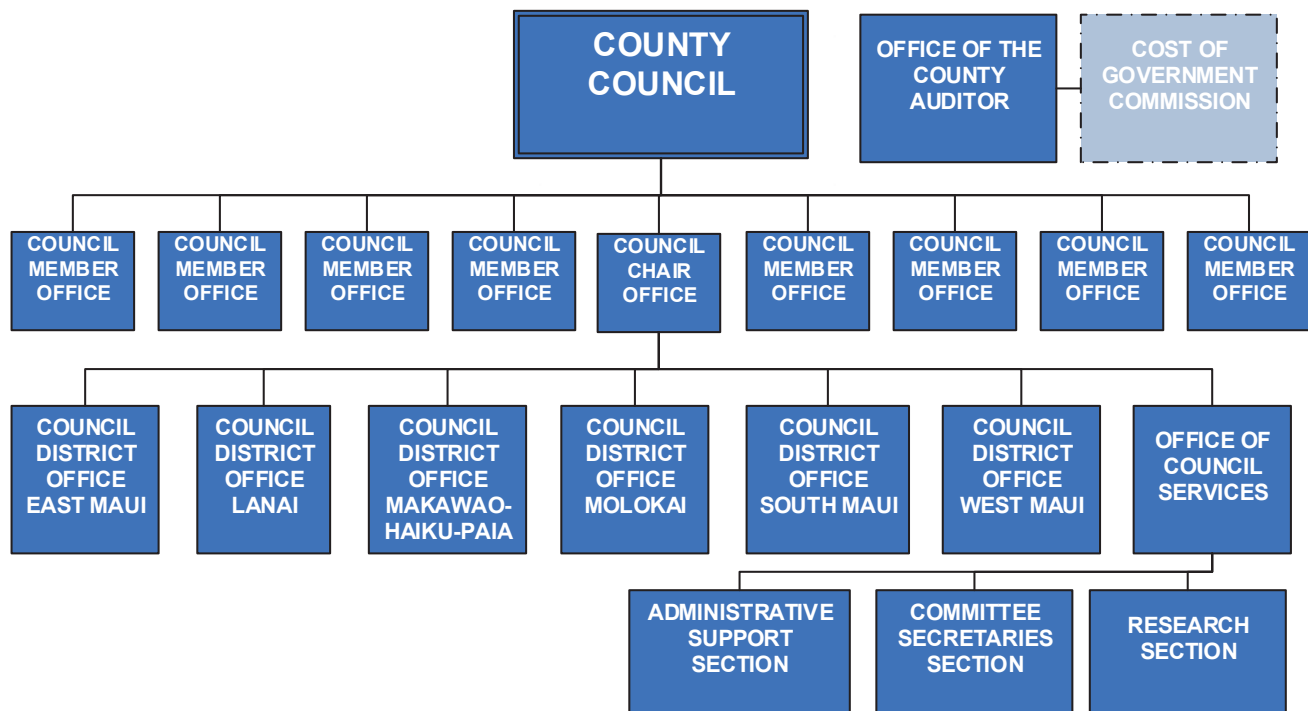 COUNTY
COUNCIL
OFFICE OF THE
COUNTY
AUDITOR
COST OF
GOVERNMENT
COMMISSION
COUNCIL
MEMBER
OFFICE
COUNCIL
MEMBER
OFFICE
COUNCIL
MEMBER
OFFICE
COUNCIL
MEMBER
OFFICE
COUNCIL
CHAIR
OFFICE
COUNCIL
MEMBER
OFFICE
COUNCIL
MEMBER
OFFICE
COUNCIL
MEMBER
OFFICE
COUNCIL
MEMBER
OFFICE
COUNCIL
DISTRICT
OFFICE
EAST MAUI
COUNCIL
DISTRICT
OFFICE
LANAI
COUNCIL
DISTRICT
OFFICE
MAKAWAO-
HAIKU-PAIA
COUNCIL
DISTRICT
OFFICE
MOLOKAI
COUNCIL
DISTRICT
OFFICE
SOUTH MAUI
COUNCIL
DISTRICT
OFFICE
WEST MAUI
OFFICE OF
COUNCIL
SERVICES
ADMINISTRATIVE
SUPPORT
SECTION
COMMITTEE
SECRETARIES
SECTION
RESEARCH
SECTION